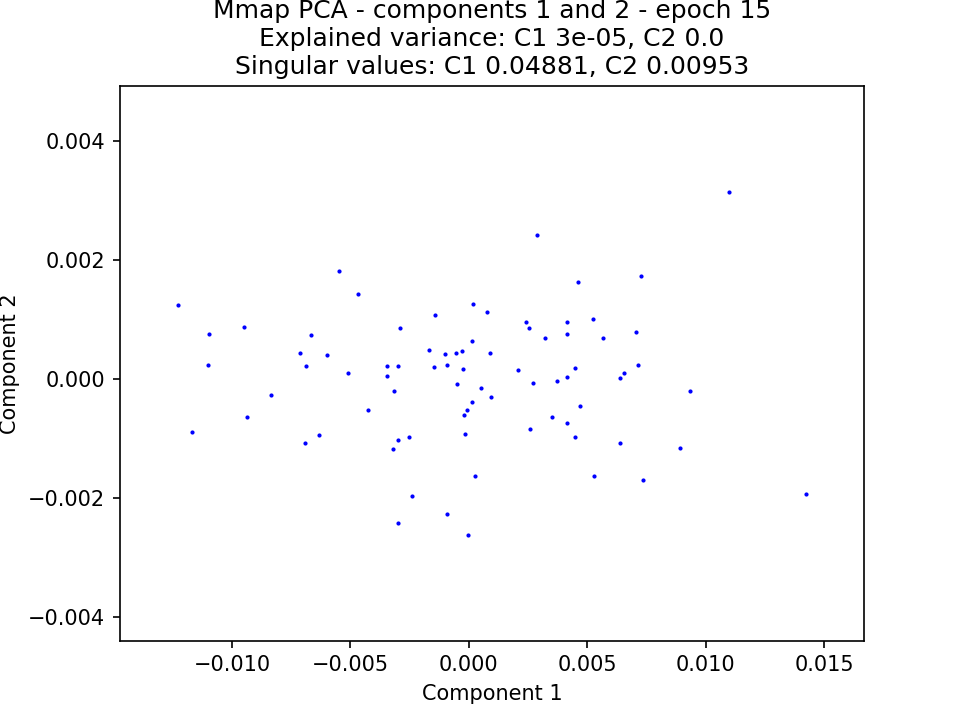 Mmap PCA - components 1 and 2 - epoch 15
Explained variance: C1 3e-05, C2 0.0
Singular values: C1 0.04881, C2 0.00953
0.004
0.002
0.000
−0.002
−0.004
Component 2
−0.010
−0.005
0.000
0.005
0.010
0.015
Component 1